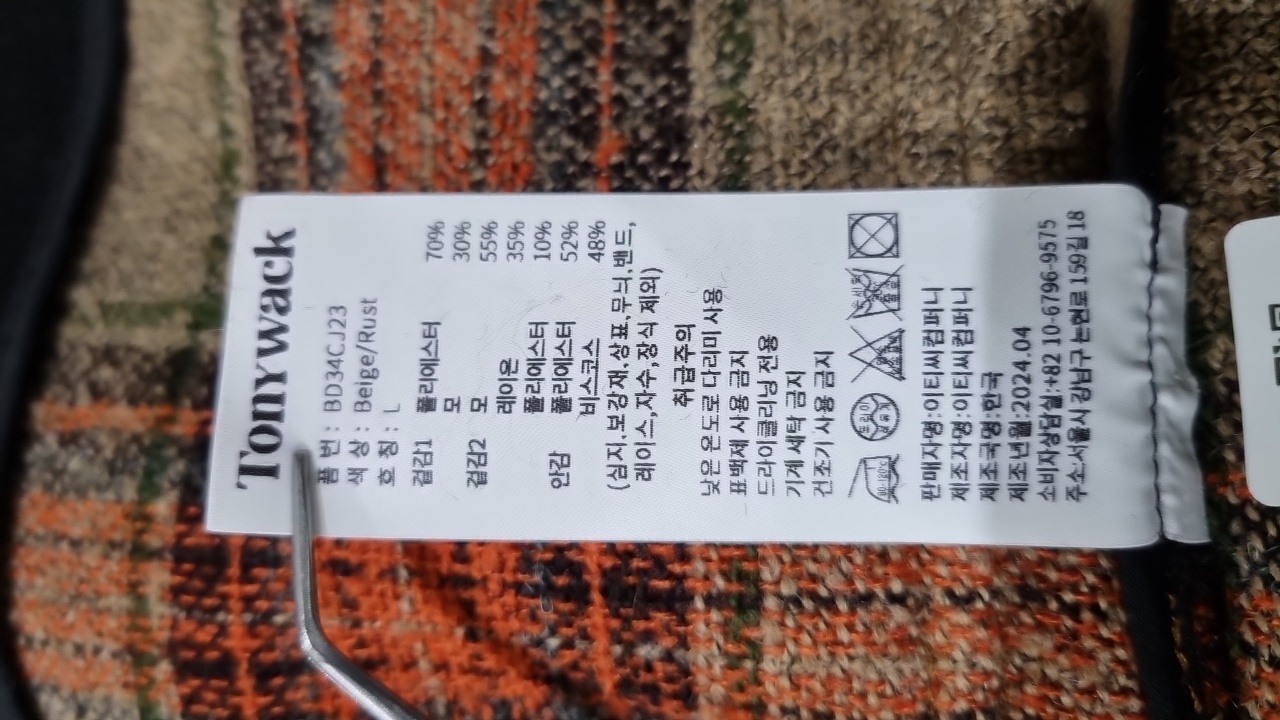 Tonywack
품 번 : BD34CJ23
색 상 : Beige/Rust
호 칭 : L
겉감1 폴리에스터 70%
모 30%
겉감2 모 55%
레이온 35%
폴리에스터 10%
안감 폴리에스터 52%
비스코스 48%
(심지,보강재,상표,무늬,밴드,
레이스,자수,장식 제외)
취급주의
낮은 온도로 다리미 사용
표백제 사용 금지
드라이클리닝 전용
기계 세탁 금지
건조기 사용 금지
80-120℃
드라이
판매자명:이티씨컴퍼니
제조자명:이티씨컴퍼니
제조국명:한국
제조년월:2024.04
소비자상담실:+82 10-6796-9575
주소:서울시 강남구 논현로 159길 18